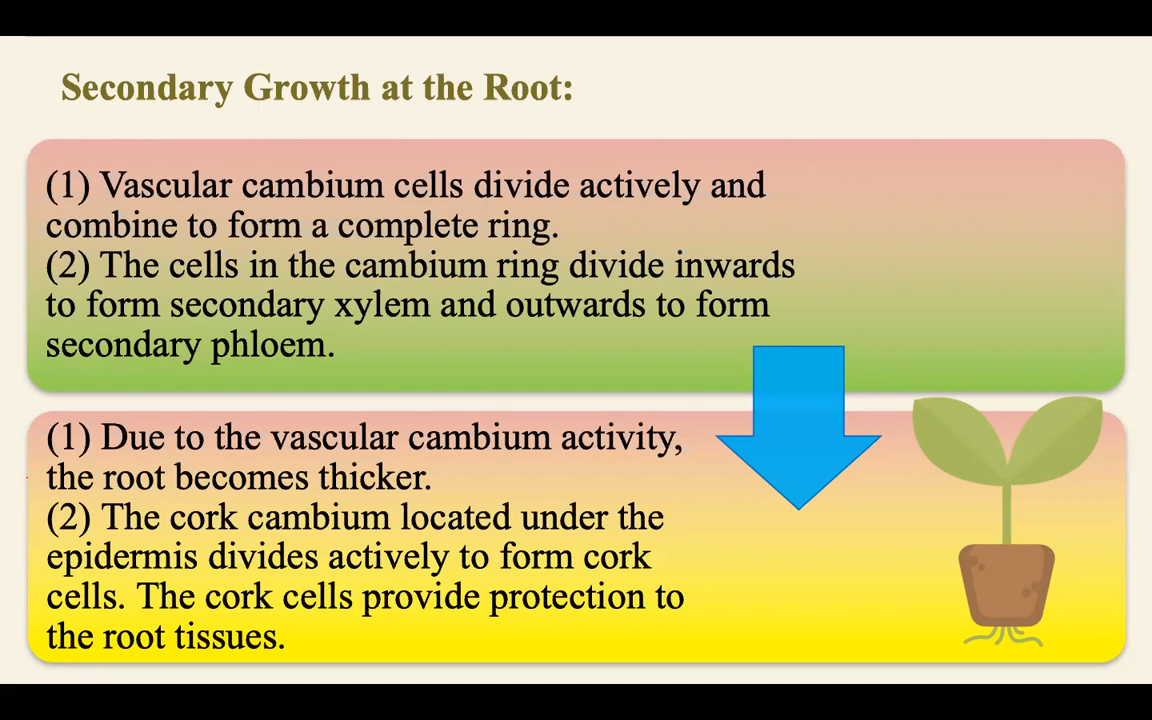 Secondary Growth at the Root:
(1) Vascular cambium cells divide actively and
combine to form a complete ring.
(2) The cells in the cambium ring divide inwards
to form secondary xylem and outwards to form
secondary phloem.
(1) Due to the vascular cambium activity,
the root becomes thicker.
(2) The cork cambium located under the
epidermis divides actively to form cork
cells. The cork cells provide protection to
the root tissues.